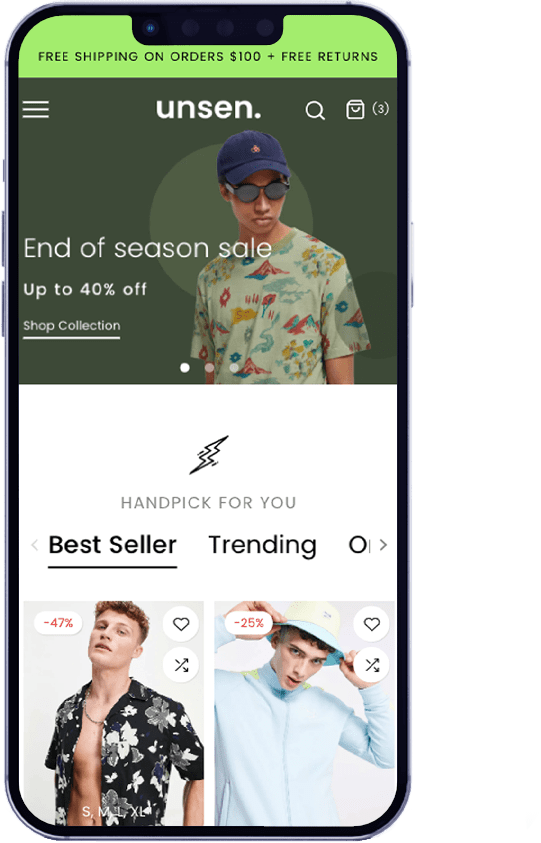 FREE SHIPPING ON ORDERS $100 + FREE RETURNS
unsen.
(3)
End of season sale
Up to 40% off
Shop Collection
HANDPICK FOR YOU
Best Seller
Trending
-47%
-25%
S, M, L, XL